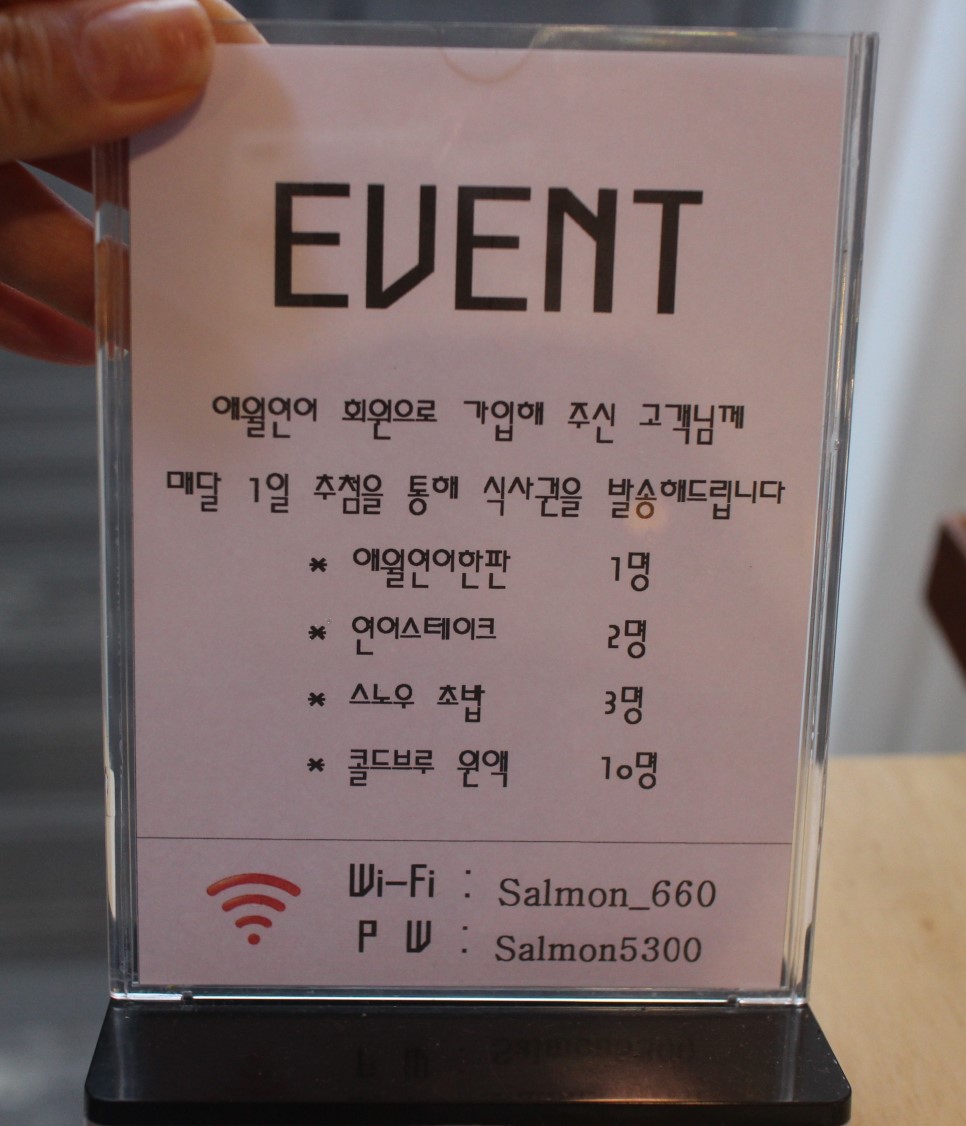 EVENT
애월연어 회원으로 가입해 주신 고객님께
매달 1일 추첨을 통해 식사권을 발송해드립니다
* 애월연어한판 1명
* 연어스테이크 2명
* 스노우 초밥 3명
* 콜드브루 원액 10명
Wi-Fi : Salmon_660
P W : Salmon5300